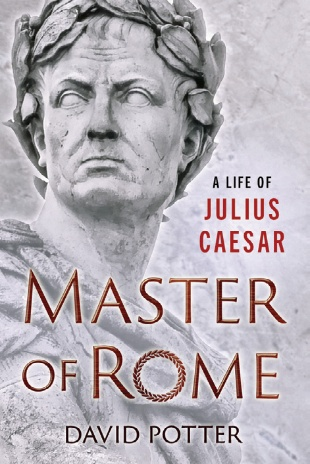 A LIFE OF
JULIUS
CAESAR
MASTER
OF ROME
DAVID POTTER